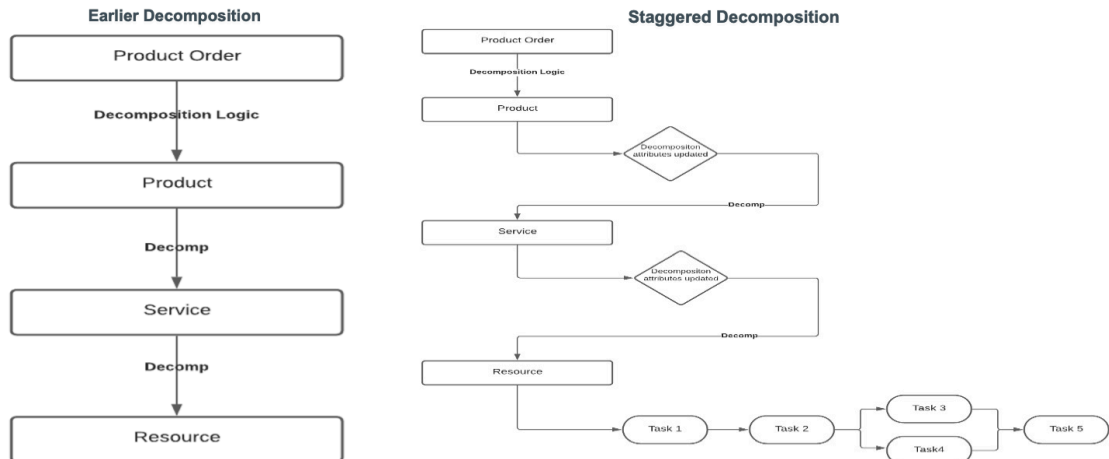 Earlier Decomposition
Product Order
Decomposition Logic
Product
Decomp
Service
Decomp
Resource
Staggered Decomposition
Product Order
Decomposition Logic
Product
Decompositon
attributes updated
Decomp
Service
Decompositon
attributes updated
Decomp
Resource
Task 1
Task 2
Task 3
Task4
Task 5